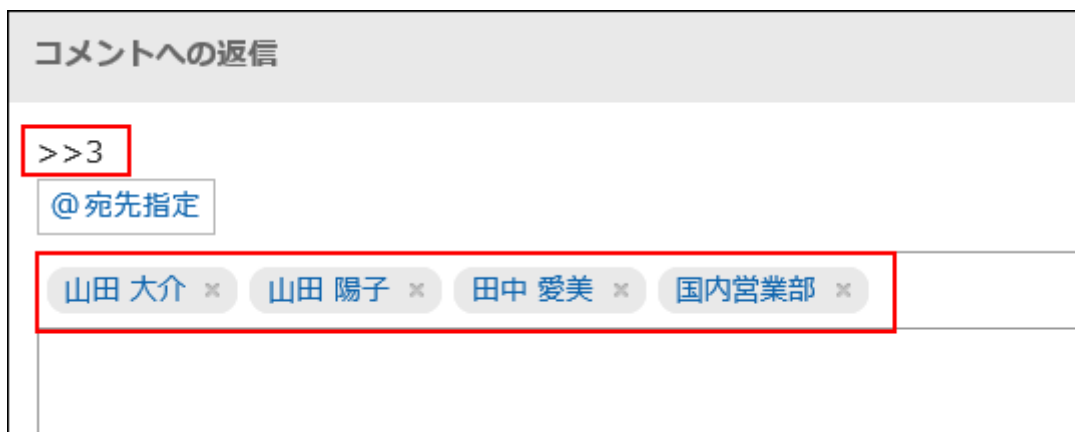 コメントへの返信
>>3
@宛先指定
山田 大介 × 山田 陽子 × 田中 愛美 × 国内営業部 ×